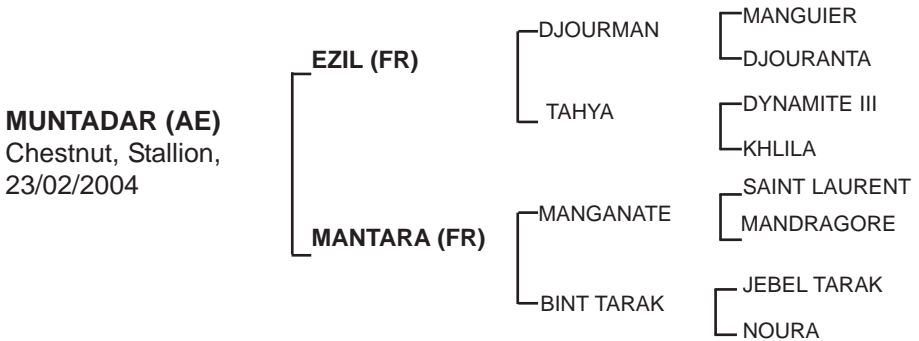 MUNTADAR (AE)
Chestnut, Stallion,
23/02/2004
EZIL (FR)
MANTARA (FR)
DJOURMAN
TAHYA
MANGANATE
BINT TARAK
MANGUIER
DJOURANTA
DYNAMITE III
KHLILA
SAINT LAURENT
MANDRAGORE
JEBEL TARAK
NOURA